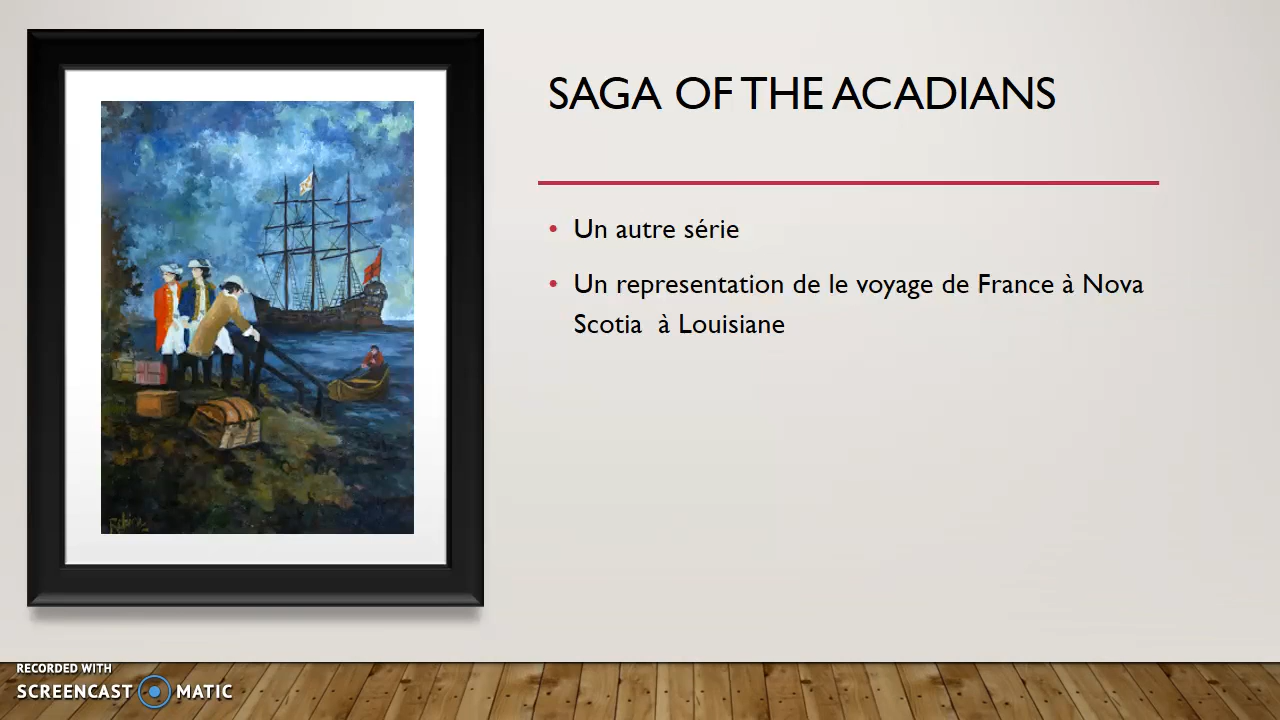 SAGA OF THE ACADIANS
• Un autre série
• Un representation de le voyage de France à Nova
Scotia à Louisiane
RECORDED WITH
SCREENCAST MATIC